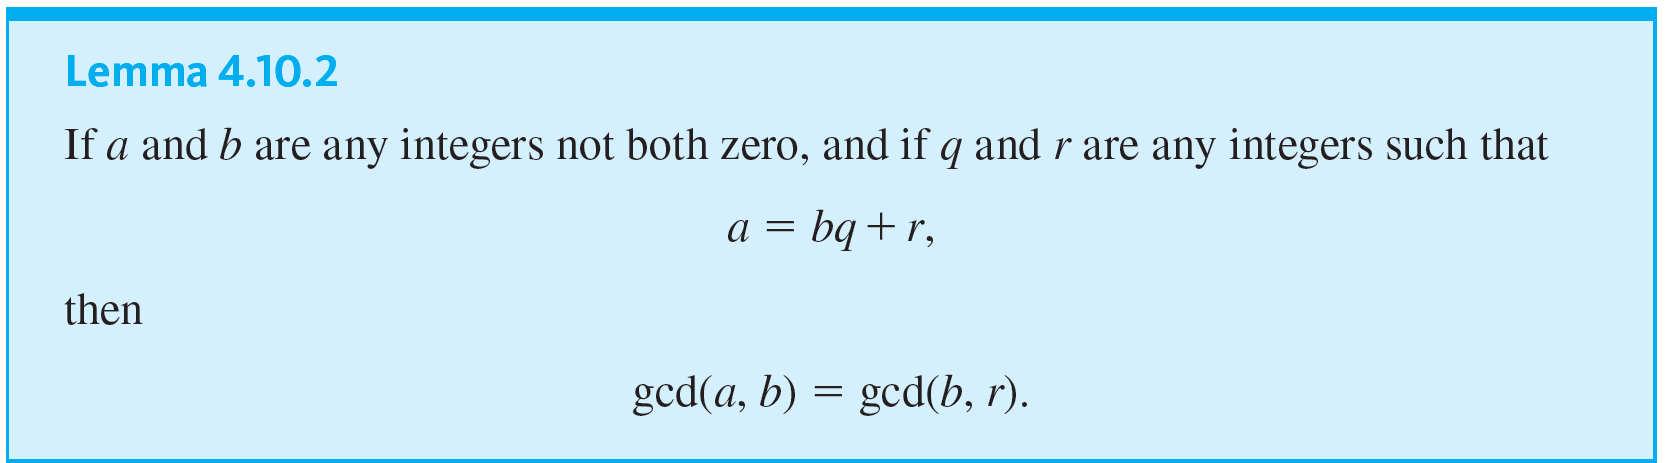 Lemma 4.10.2
If a and b are any integers not both zero, and if q and r are any integers such that
a = bq + r,
then
gcd(a, b) = gcd(b, r).